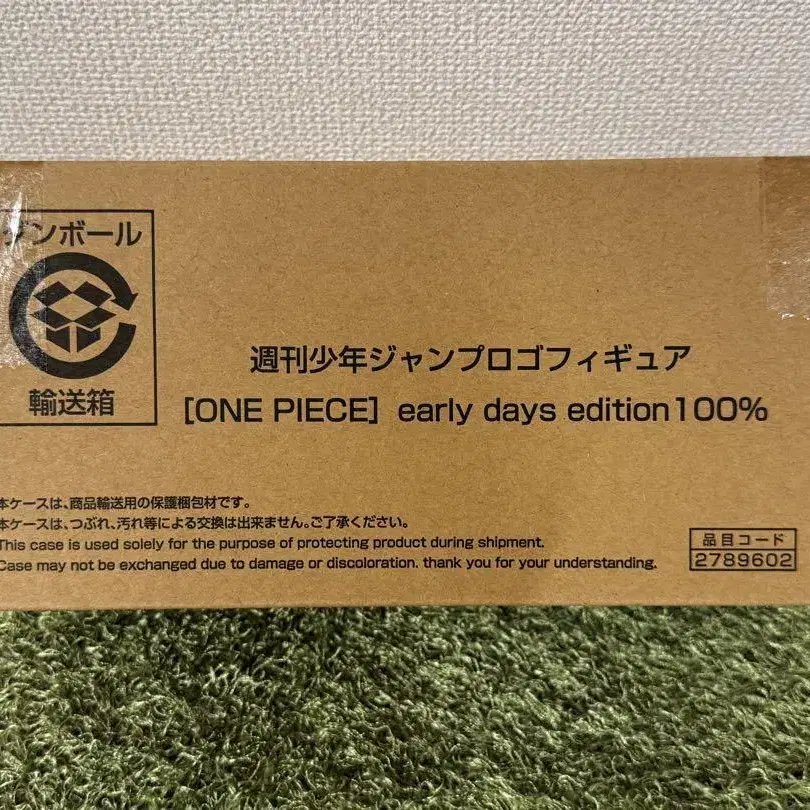 ダンボール
輸送箱
週刊少年ジャンプロゴフィギュア
[ONE PIECE] early days edition100%
本ケースは、商品輸送用の保護梱包材です。
本ケースは、つぶれ、汚れ等による交換は出来ません。ご了承ください。
This case is used solely for the purpose of protecting product during shipment.
Case may not be exchanged due to damage or discoloration. thank you for your understanding.
品目コード
2789602